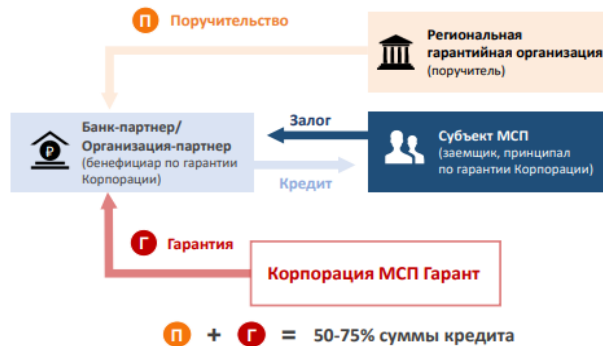 П Поручительство
Региональная
гарантийная организация
(поручитель)
Банк-партнер/
Организация-партнер
(бенефициар по гарантии
Корпорации)
₽
Залог
Кредит
Субъект МСП
(заемщик, принципал
по гарантии Корпорации)
Г Гарантия
Корпорация МСП Гарант
П + Г = 50-75% суммы кредита